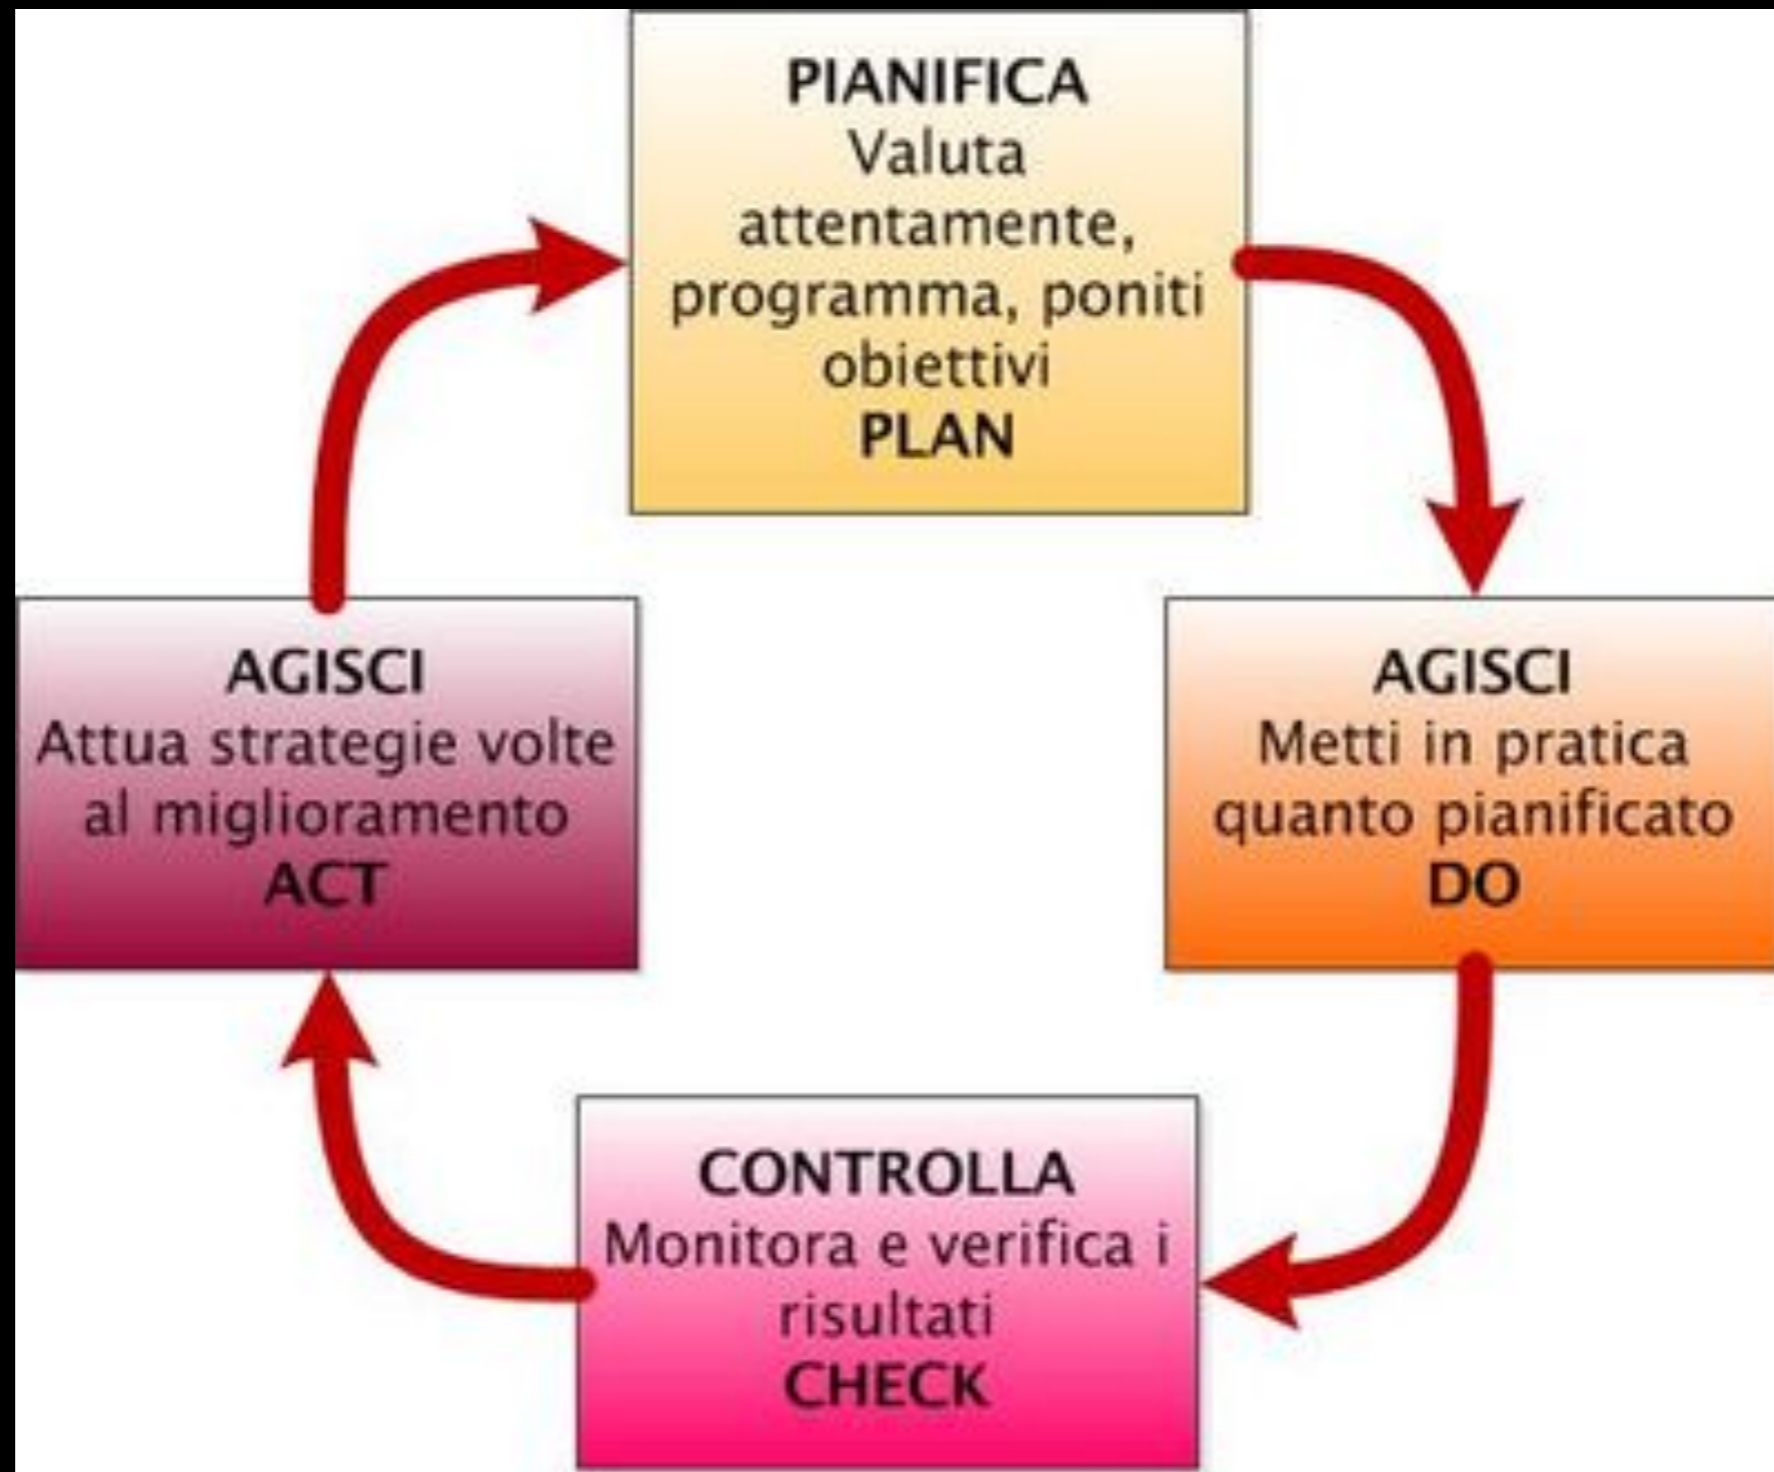 PIANIFICA
Valuta
attentamente,
programma, poniti
obiettivi
PLAN
AGISCI
Attua strategie volte
al miglioramento
ACT
AGISCI
Metti in pratica
quanto pianificato
DO
CONTROLLA
Monitora e verifica i
risultati
CHECK